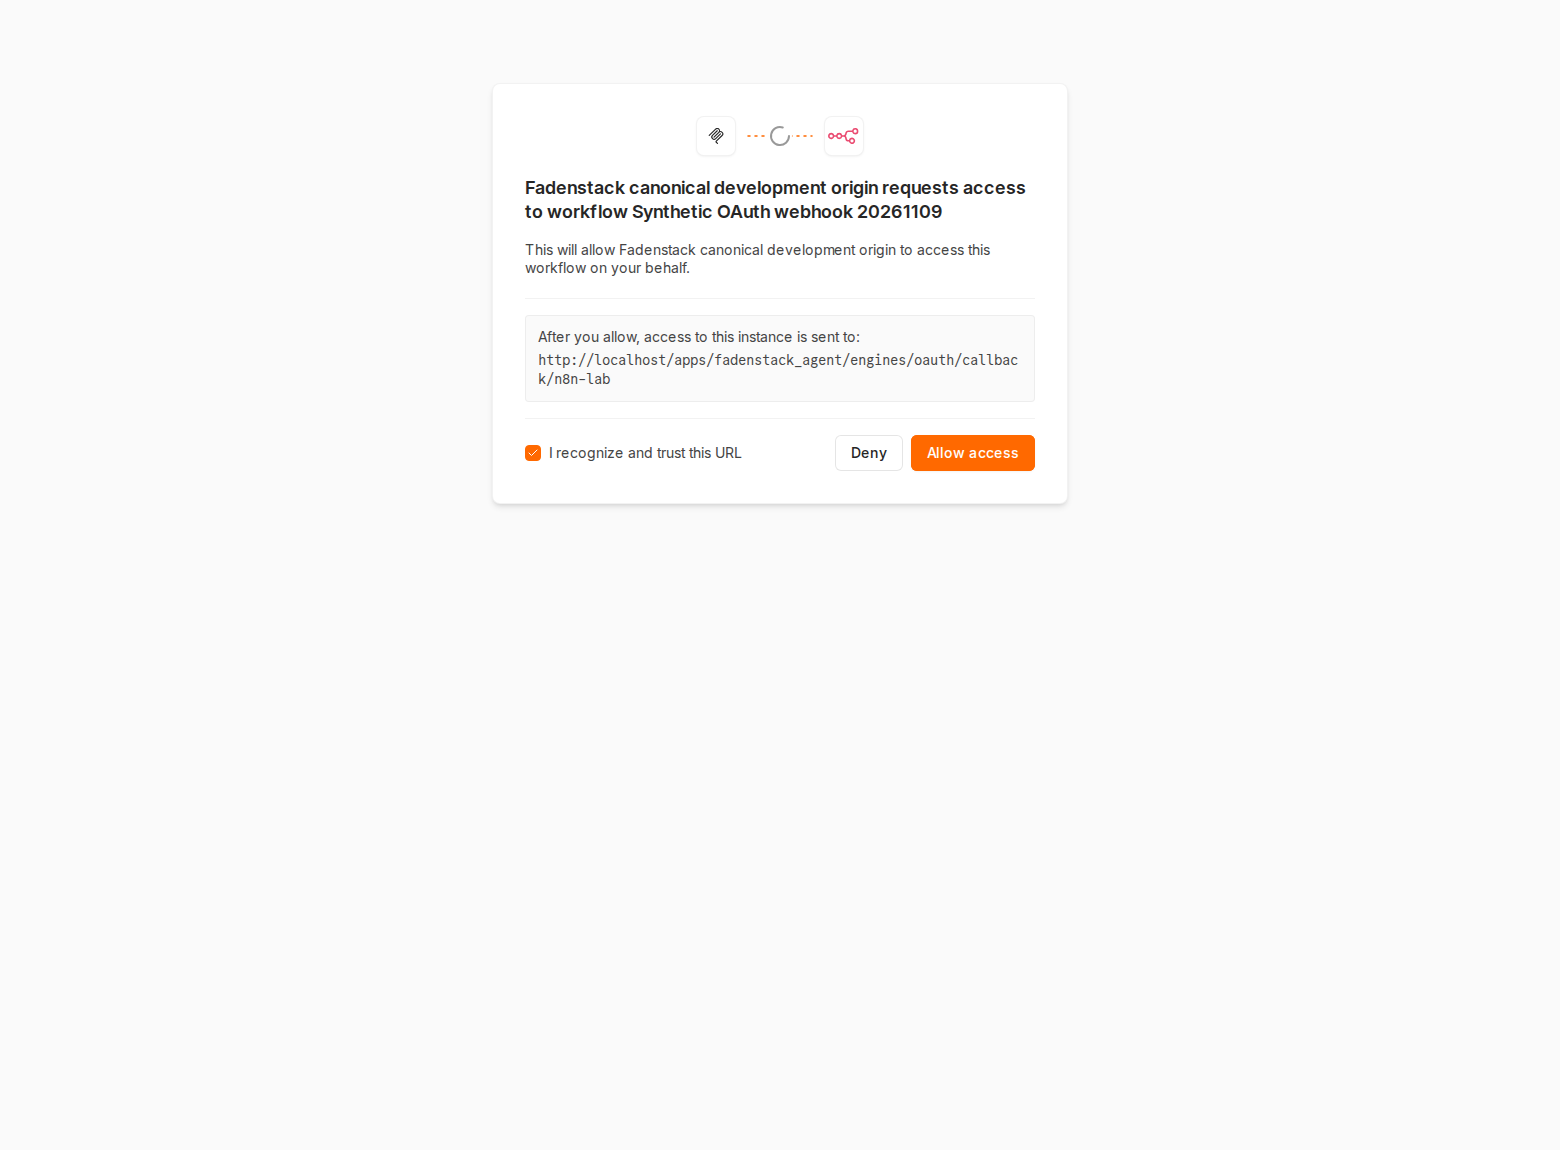 Fadenstack canonical development origin requests access
to workflow Synthetic OAuth webhook 20261109
This will allow Fadenstack canonical development origin to access this
workflow on your behalf.
After you allow, access to this instance is sent to:
http://localhost/apps/fadenstack_agent/engines/oauth/callbac
k/n8n-lab
I recognize and trust this URL
Deny
Allow access